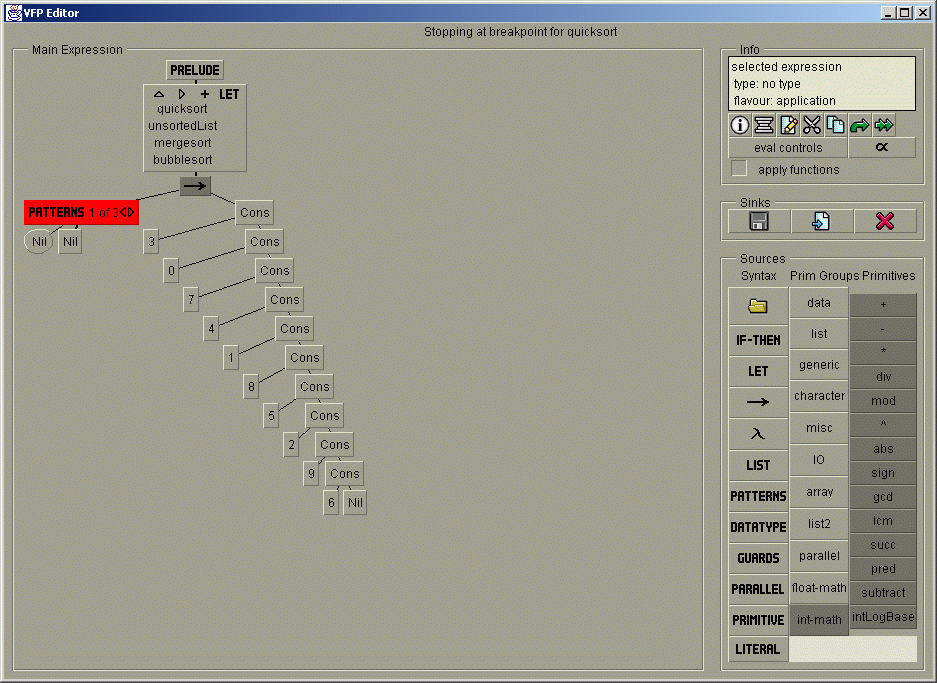 VFP Editor
Stopping at breakpoint for quicksort
Main Expression
PRELUDE
LET
quicksort
unsortedList
mergesort
bubblesort
→
PATTERNS 1 of 3
Nil
Nil
Cons
3
Cons
0
Cons
7
Cons
4
Cons
1
Cons
8
Cons
5
Cons
2
Cons
9
Cons
6
Nil
Info
selected expression
type: no type
flavour: application
eval controls
α
apply functions
Sinks
Sources
Syntax
Prim Groups
Primitives
IF-THEN
LET
→
λ
LIST
PATTERNS
DATATYPE
GUARDS
PARALLEL
PRIMITIVE
LITERAL
data
list
generic
character
misc
IO
array
list2
parallel
float-math
int-math
+
-
*
div
mod
^
abs
sign
gcd
lcm
succ
pred
subtract
intLogBase